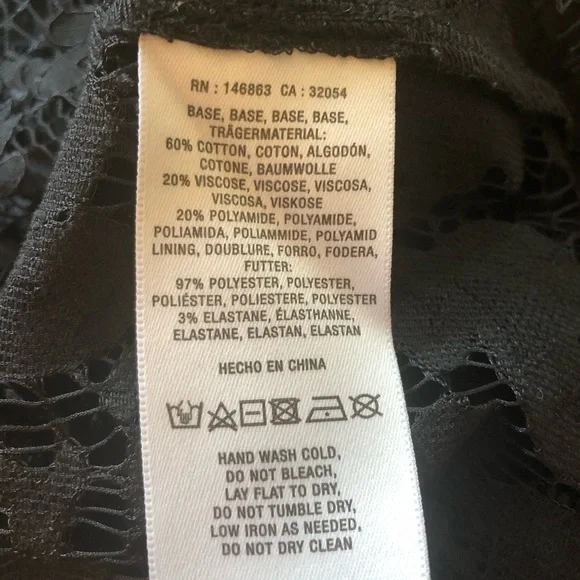 RN : 146863 CA : 32054
BASE, BASE, BASE, BASE,
TRÄGERMATERIAL:
60% COTTON, COTON, ALGODÓN,
COTONE, BAUMWOLLE
20% VISCOSE, VISCOSE, VISCOSA,
VISCOSA, VISKOSE
20% POLYAMIDE, POLYAMIDE,
POLIAMIDA, POLIAMMIDE, POLYAMID
LINING, DOUBLURE, FORRO, FODERA,
FUTTER:
97% POLYESTER, POLYESTER,
POLIÉSTER, POLIESTERE, POLYESTER
3% ELASTANE, ÉLASTHANNE,
ELASTANE, ELASTAN, ELASTAN
HECHO EN CHINA
HAND WASH COLD,
DO NOT BLEACH,
LAY FLAT TO DRY,
DO NOT TUMBLE DRY,
LOW IRON AS NEEDED,
DO NOT DRY CLEAN